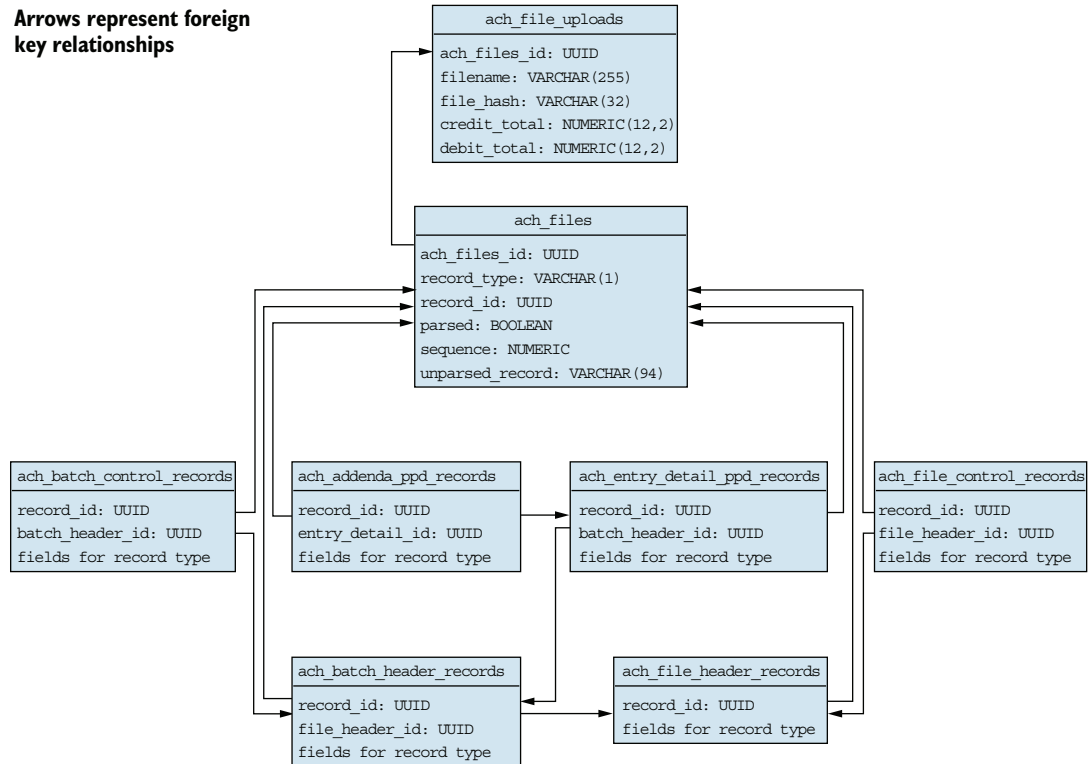 Arrows represent foreign
key relationships
ach_file_uploads
ach_files_id: UUID
filename: VARCHAR(255)
file_hash: VARCHAR(32)
credit_total: NUMERIC(12,2)
debit_total: NUMERIC(12,2)
ach_files
ach_files_id: UUID
record_type: VARCHAR(1)
record_id: UUID
parsed: BOOLEAN
sequence: NUMERIC
unparsed_record: VARCHAR(94)
ach_batch_control_records
record_id: UUID
batch_header_id: UUID
fields for record type
ach_addenda_ppd_records
record_id: UUID
entry_detail_id: UUID
fields for record type
ach_entry_detail_ppd_records
record_id: UUID
batch_header_id: UUID
fields for record type
ach_file_control_records
record_id: UUID
file_header_id: UUID
fields for record type
ach_batch_header_records
record_id: UUID
file_header_id: UUID
fields for record type
ach_file_header_records
record_id: UUID
fields for record type